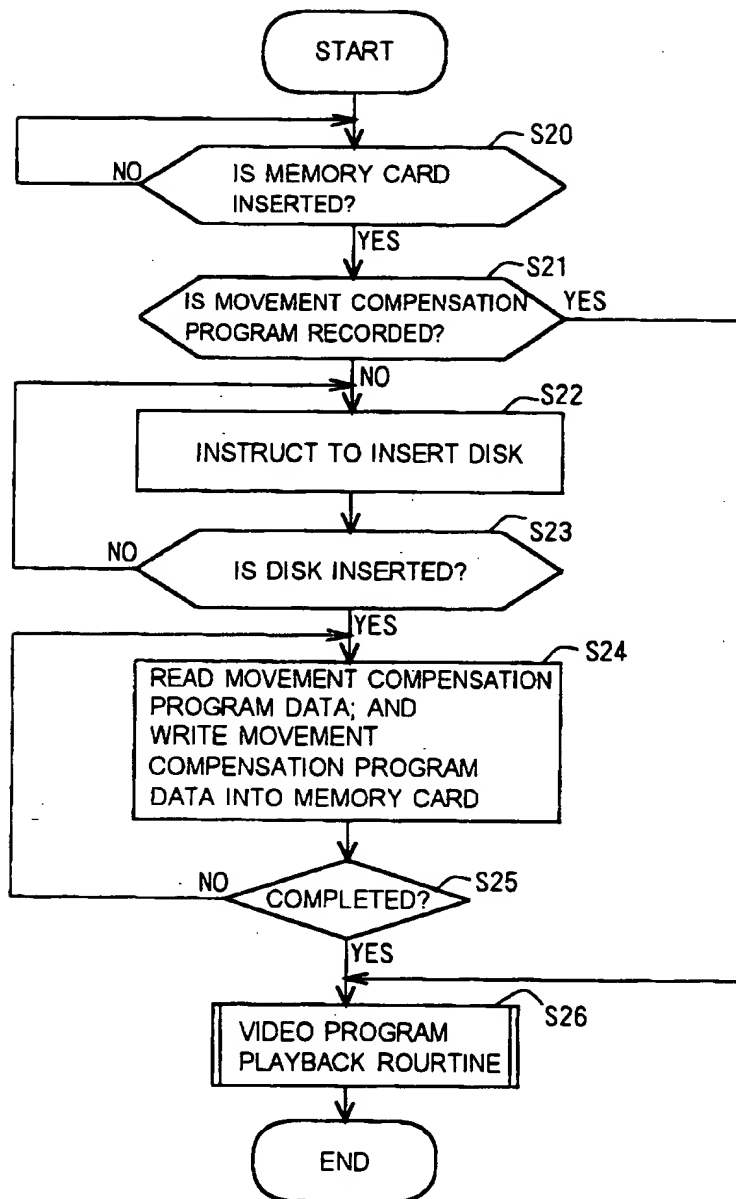 START
S20
NO
IS MEMORY CARD
INSERTED?
YES
S21
IS MOVEMENT COMPENSATION
PROGRAM RECORDED?
YES
NO
S22
INSTRUCT TO INSERT DISK
S23
NO
IS DISK INSERTED?
YES
S24
READ MOVEMENT COMPENSATION
PROGRAM DATA; AND
WRITE MOVEMENT
COMPENSATION PROGRAM
DATA INTO MEMORY CARD
NO
COMPLETED?
S25
YES
S26
VIDEO PROGRAM
PLAYBACK ROURTINE
END